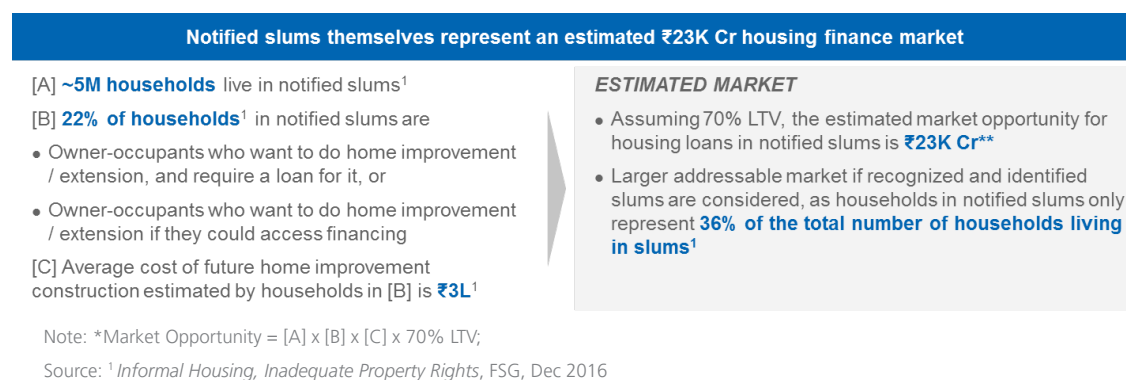 Notified slums themselves represent an estimated ₹23K Cr housing finance market
[A] ~5M households live in notified slums¹
[B] 22% of households¹ in notified slums are
• Owner-occupants who want to do home improvement
/ extension, and require a loan for it, or
• Owner-occupants who want to do home improvement
/ extension if they could access financing
[C] Average cost of future home improvement
construction estimated by households in [B] is ₹3L¹
ESTIMATED MARKET
• Assuming 70% LTV, the estimated market opportunity for
housing loans in notified slums is ₹23K Cr**
• Larger addressable market if recognized and identified
slums are considered, as households in notified slums only
represent 36% of the total number of households living
in slums¹
Note: *Market Opportunity = [A] x [B] x [C] x 70% LTV;
Source: ¹ Informal Housing, Inadequate Property Rights, FSG, Dec 2016